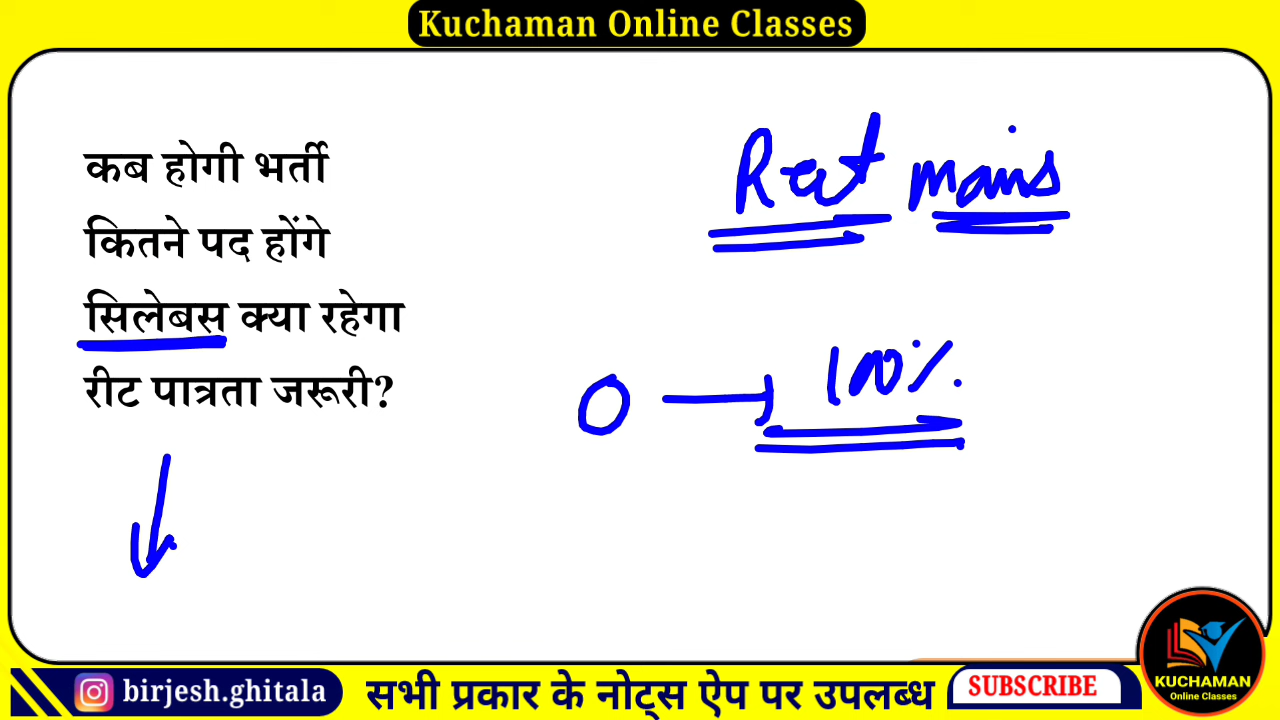 Kuchaman Online Classes
कब होगी भर्ती
कितने पद होंगे
सिलेबस क्या रहेगा
रीट पात्रता जरूरी?
Reet mains
0 → 100%
KUCHAMAN
Online Classes
birjesh.ghitala
सभी प्रकार के नोट्स ऐप पर उपलब्ध
SUBSCRIBE